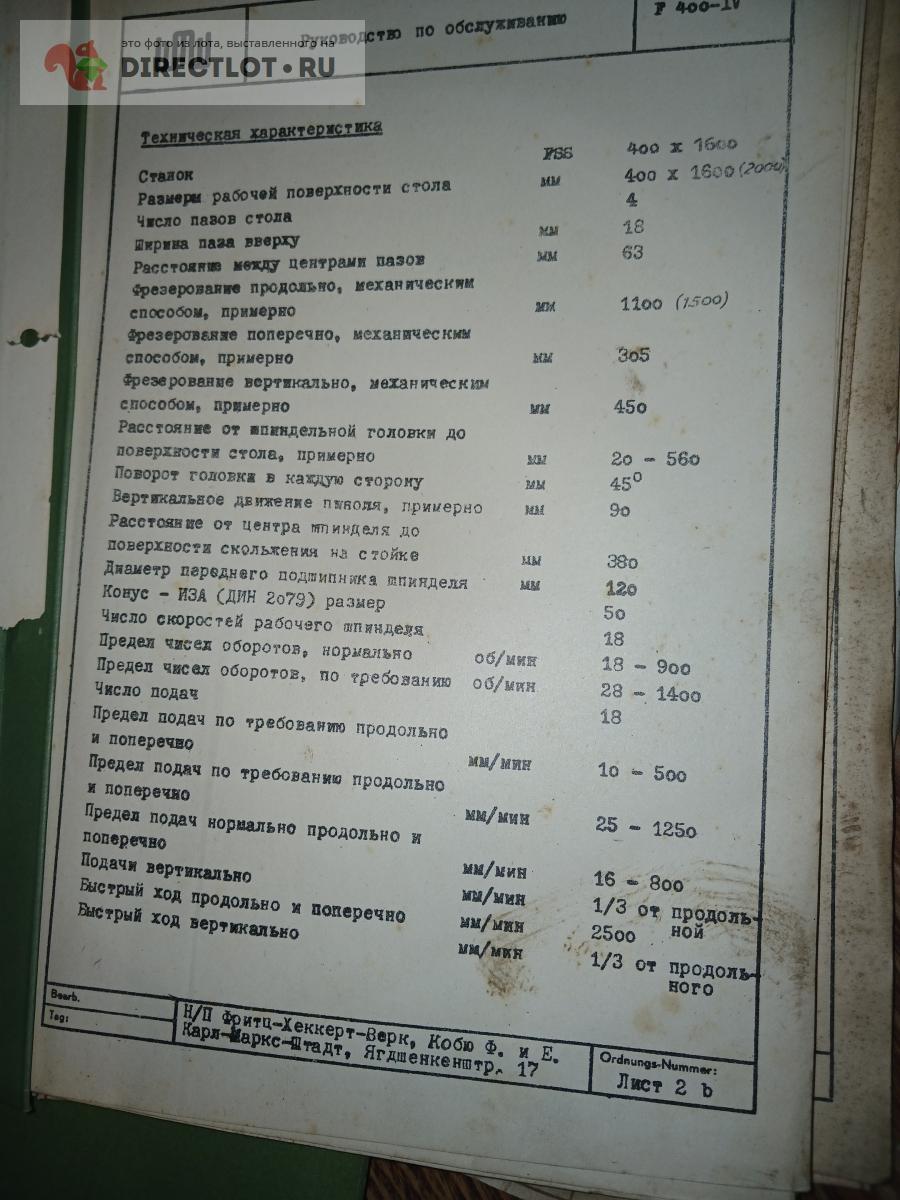 это фото из лота, выставленного на
DIRECTLOT.RU
Руководство по обслуживанию
F 400-IV
Техническая характеристика
Станок FSS 400 x 1600
Размеры рабочей поверхности стола мм 400 x 1600 (2000)
Число пазов стола 4
Ширина паза вверху мм 18
Расстояние между центрами пазов мм 63
Фрезерование продольно, механическим
способом, примерно мм 1100 (1500)
Фрезерование поперечно, механическим
способом, примерно мм 305
Фрезерование вертикально, механическим
способом, примерно мм 450
Расстояние от шпиндельной головки до
поверхности стола, примерно мм 20 - 560
Поворот головки в каждую сторону мм 45°
Вертикальное движение пиноля, примерно мм 90
Расстояние от центра шпинделя до
поверхности скольжения на стойке мм 380
Диаметр переднего подшипника шпинделя мм 120
Конус - ИЗА (ДИН 2079) размер 50
Число скоростей рабочего шпинделя 18
Предел чисел оборотов, нормально об/мин 18 - 900
Предел чисел оборотов, по требованию об/мин 28 - 1400
Число подач 18
Предел подач по требованию продольно
и поперечно мм/мин 10 - 500
Предел подач по требованию продольно
и поперечно мм/мин 25 - 1250
Предел подач нормально продольно и
поперечно мм/мин 16 - 800
Подачи вертикально мм/мин 1/3 от продоль-
ной
Быстрый ход продольно и поперечно мм/мин 2500
Быстрый ход вертикально мм/мин 1/3 от продоль-
ного
Bearb.
Tag:
Н/П Фритц-Хеккерт-Верк, Кобю Ф. и Е.
Карл-Маркс-Штадт, Ягдшенкенштр. 17
Ordnungs-Nummer:
Лист 2 b